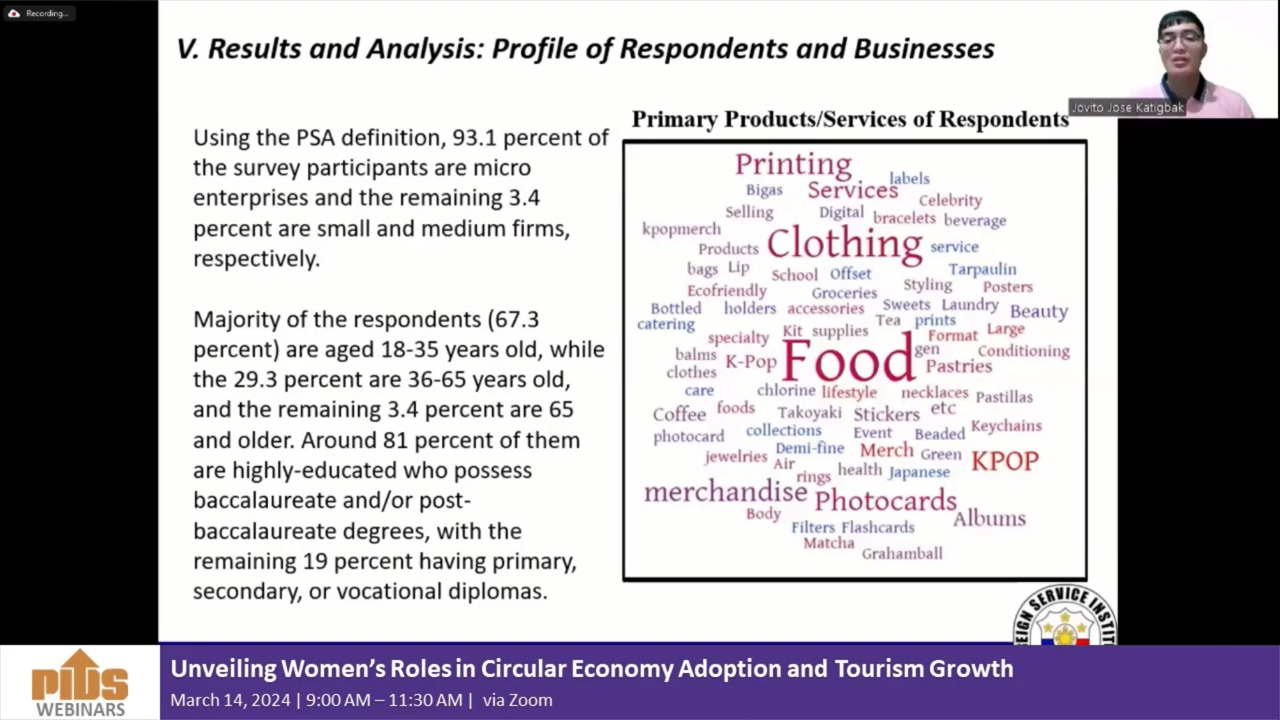 Recording...
V. Results and Analysis: Profile of Respondents and Businesses
Jovito Jose Katigbak
Using the PSA definition, 93.1 percent of
the survey participants are micro
enterprises and the remaining 3.4
percent are small and medium firms,
respectively.
Majority of the respondents (67.3
percent) are aged 18-35 years old, while
the 29.3 percent are 36-65 years old,
and the remaining 3.4 percent are 65
and older. Around 81 percent of them
are highly-educated who possess
baccalaureate and/or post-
baccalaureate degrees, with the
remaining 19 percent having primary,
secondary, or vocational diplomas.
Primary Products/Services of Respondents
Printing
labels
Bigas Services
Celebrity
Selling Digital bracelets beverage
kpopmerch
Products Clothing service
bags Lip School Offset Tarpaulin
Ecofriendly Groceries Styling Posters
Bottled holders accessories Sweets Laundry Beauty
catering Tea prints
specialty Kit supplies Format Large
balms K-Pop Food gen Conditioning
clothes Pastries
care chlorine lifestyle necklaces Pastillas
Coffee foods Takoyaki Stickers etc
photocard collections Event Beaded Keychains
jewelries Demi-fine Merch Green KPOP
Air rings health Japanese
merchandise Photocards
Body Albums
Filters Flashcards
Matcha
Grahamball
EIGN SERVICE INSTIT
PIDS
WEBINARS
Unveiling Women's Roles in Circular Economy Adoption and Tourism Growth
March 14, 2024 | 9:00 AM – 11:30 AM | via Zoom